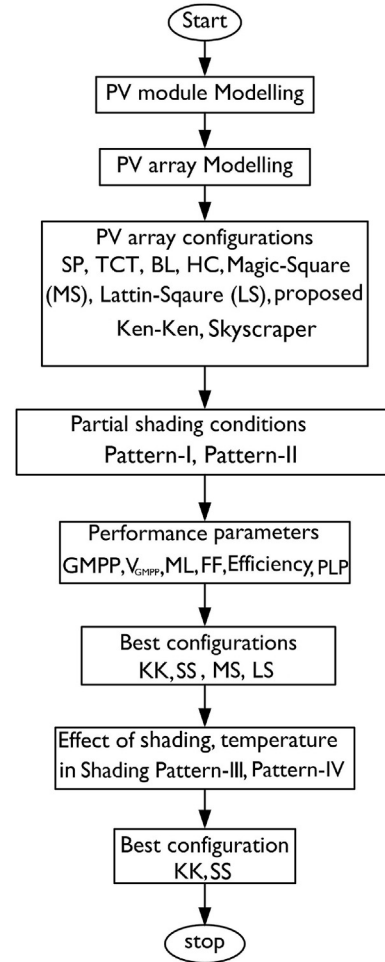 Start
PV module Modelling
PV array Modelling
PV array configurations
SP, TCT, BL, HC, Magic-Square
(MS), Lattin-Sqaure (LS), proposed
Ken-Ken, Skyscraper
Partial shading conditions
Pattern-I, Pattern-II
Performance parameters
GMPP, VGMPP, ML, FF, Efficiency, PLP
Best configurations
KK, SS , MS, LS
Effect of shading, temperature
in Shading Pattern-III, Pattern-IV
Best configuration
KK, SS
stop